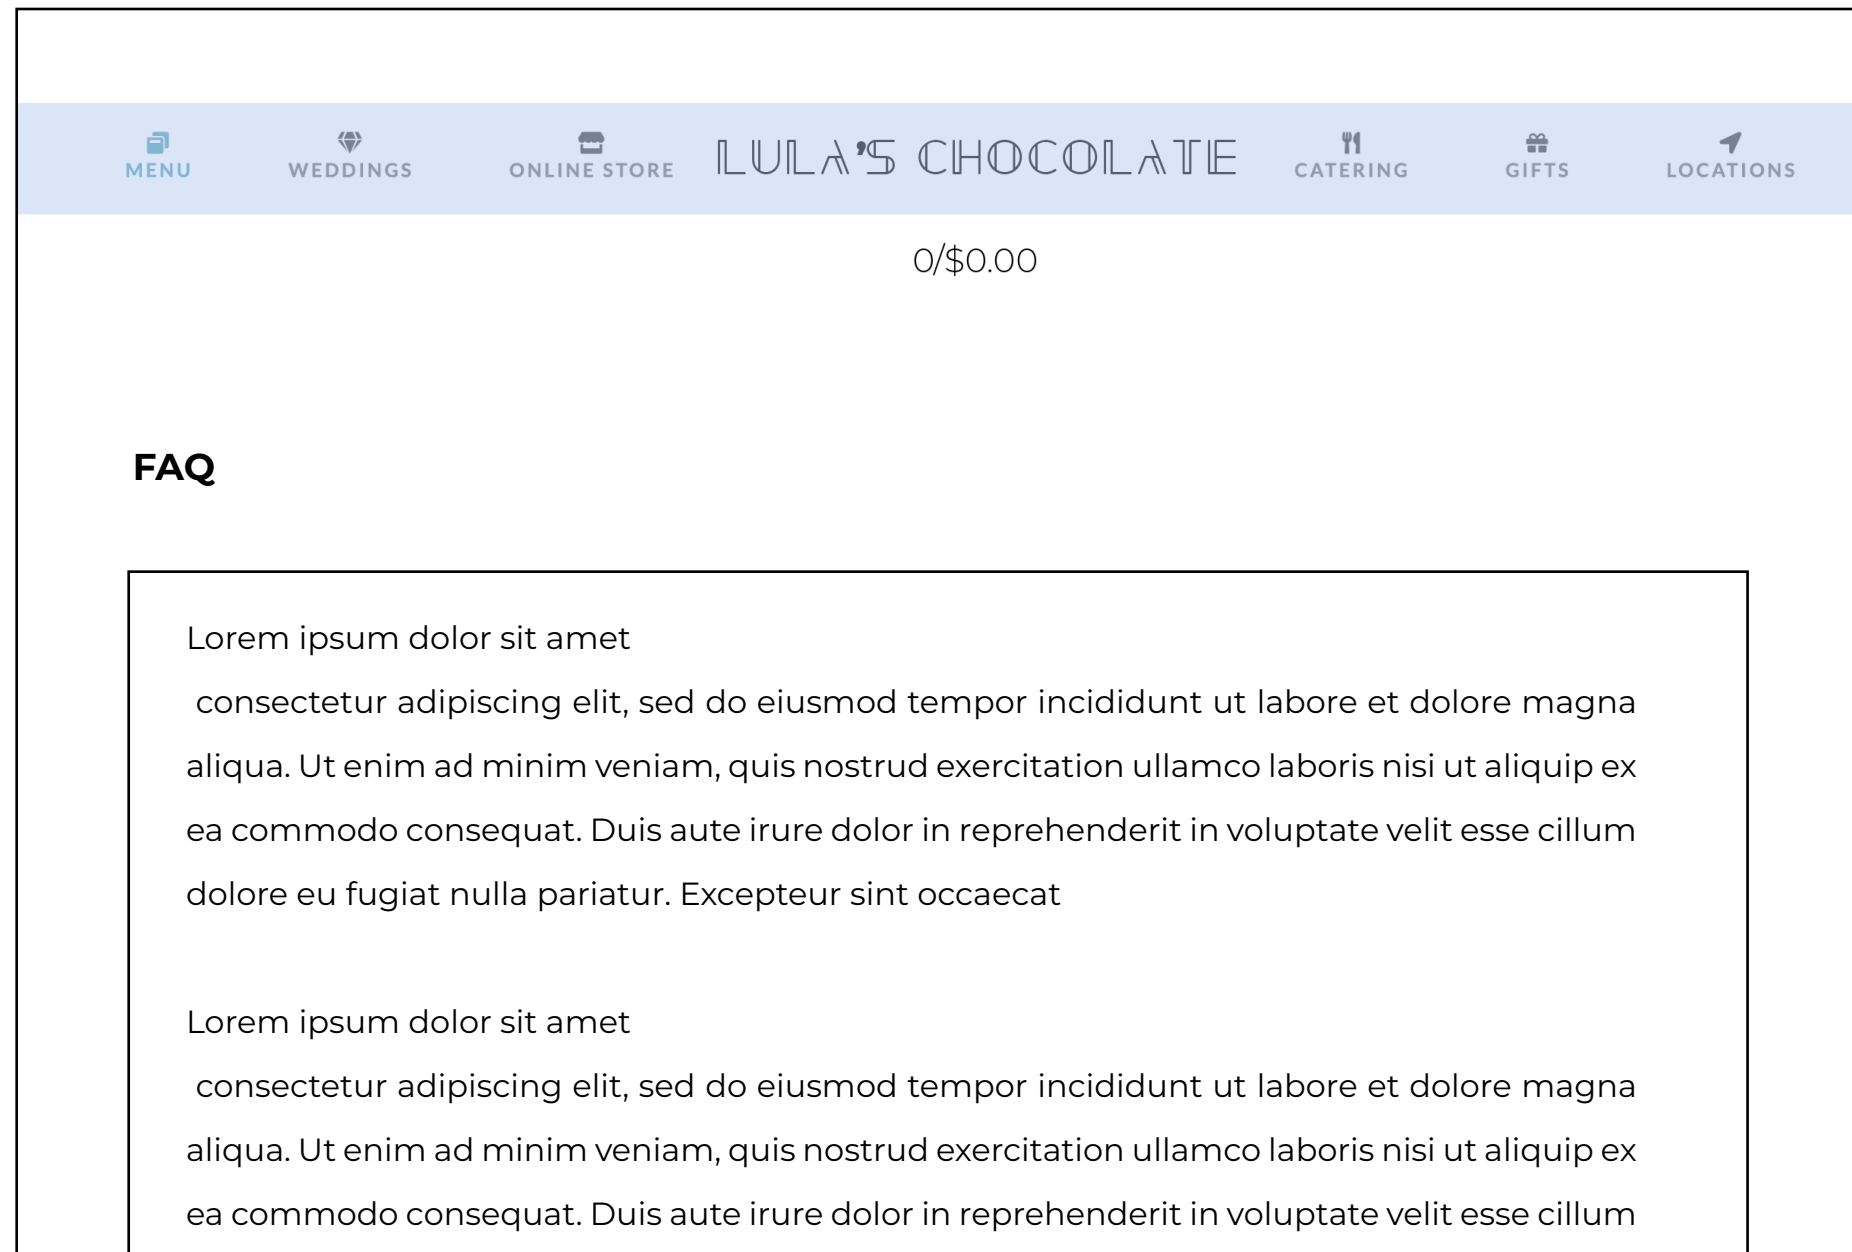 MENU WEDDINGS ONLINE STORE LULA'S CHOCOLATE CATERING GIFTS LOCATIONS
0/$0.00
FAQ
Lorem ipsum dolor sit amet
consectetur adipiscing elit, sed do eiusmod tempor incididunt ut labore et dolore magna
aliqua. Ut enim ad minim veniam, quis nostrud exercitation ullamco laboris nisi ut aliquip ex
ea commodo consequat. Duis aute irure dolor in reprehenderit in voluptate velit esse cillum
dolore eu fugiat nulla pariatur. Excepteur sint occaecat
Lorem ipsum dolor sit amet
consectetur adipiscing elit, sed do eiusmod tempor incididunt ut labore et dolore magna
aliqua. Ut enim ad minim veniam, quis nostrud exercitation ullamco laboris nisi ut aliquip ex
ea commodo consequat. Duis aute irure dolor in reprehenderit in voluptate velit esse cillum